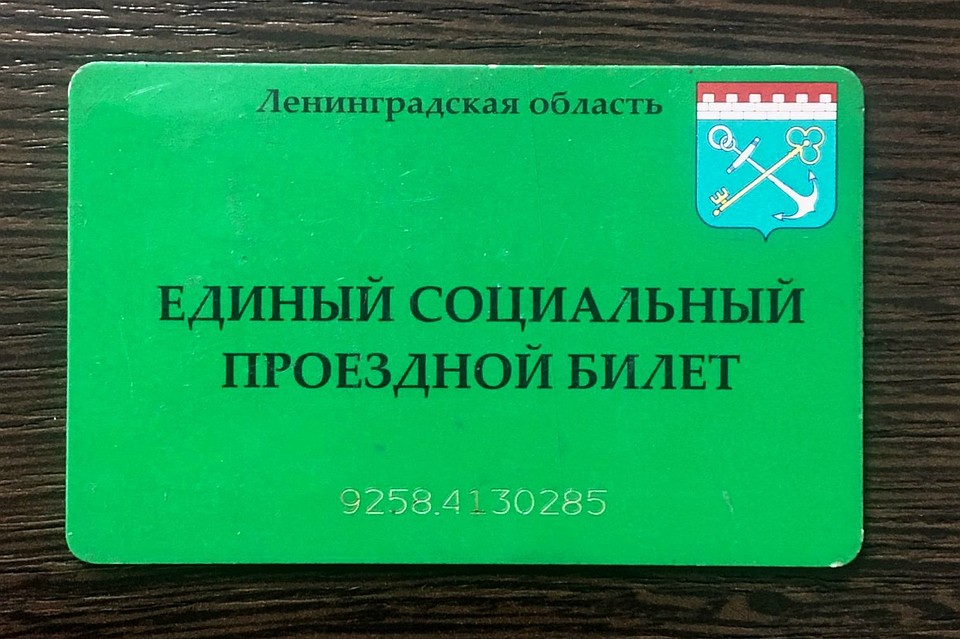 Ленинградская область
ЕДИНЫЙ СОЦИАЛЬНЫЙ
ПРОЕЗДНОЙ БИЛЕТ
9258.4130285